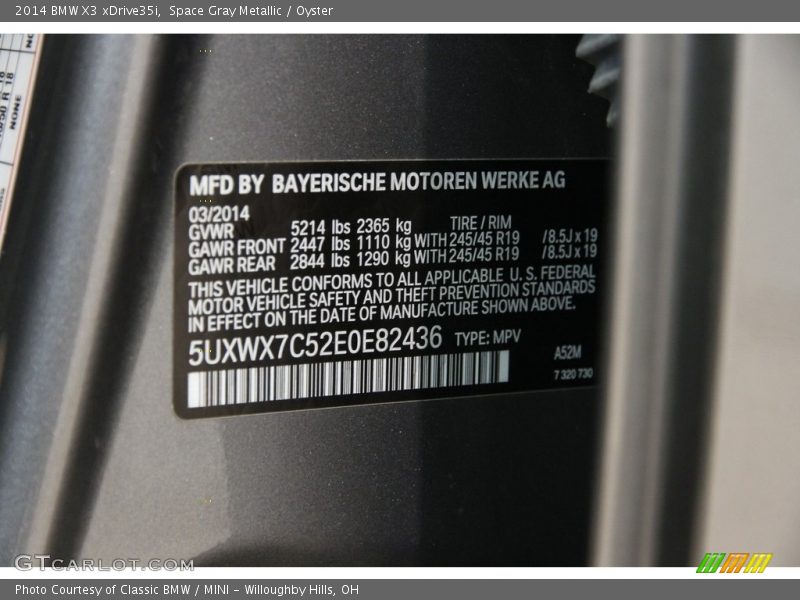 2014 BMW X3 xDrive35i, Space Gray Metallic / Oyster
R 18
NONE
MFD BY BAYERISCHE MOTOREN WERKE AG
03/2014
GVWR 5214 lbs 2365 kg TIRE / RIM
GAWR FRONT 2447 lbs 1110 kg WITH 245/45 R19 /8.5J x 19
GAWR REAR 2844 lbs 1290 kg WITH 245/45 R19 /8.5J x 19
THIS VEHICLE CONFORMS TO ALL APPLICABLE U. S. FEDERAL
MOTOR VEHICLE SAFETY AND THEFT PREVENTION STANDARDS
IN EFFECT ON THE DATE OF MANUFACTURE SHOWN ABOVE.
5UXWX7C52E0E82436 TYPE: MPV
A52M
7 320 730
GTCARLOT.COM
Photo Courtesy of Classic BMW / MINI - Willoughby Hills, OH